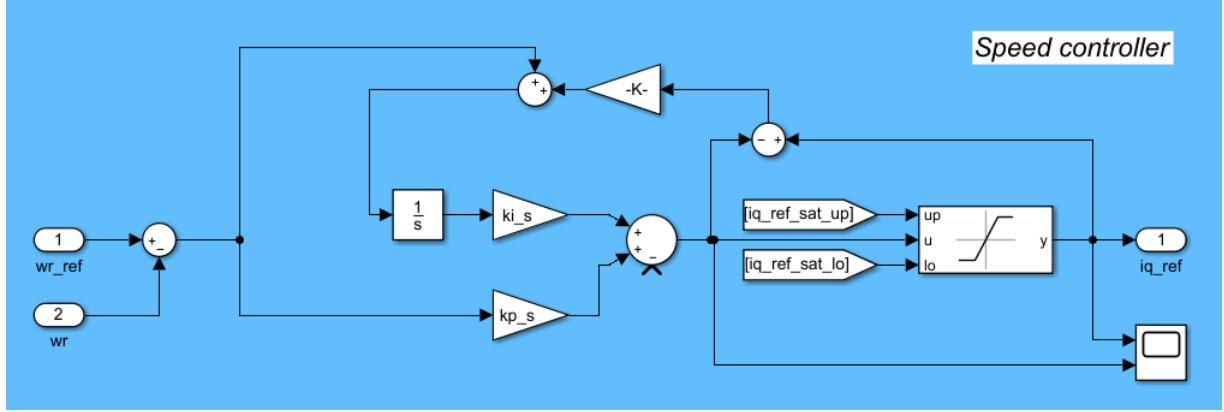 Speed controller
+
+
-K-
− +
1
s
ki_s
[iq_ref_sat_up]
up
1
wr_ref
+
−
+
+
−
u
y
1
iq_ref
[iq_ref_sat_lo]
lo
2
wr
kp_s